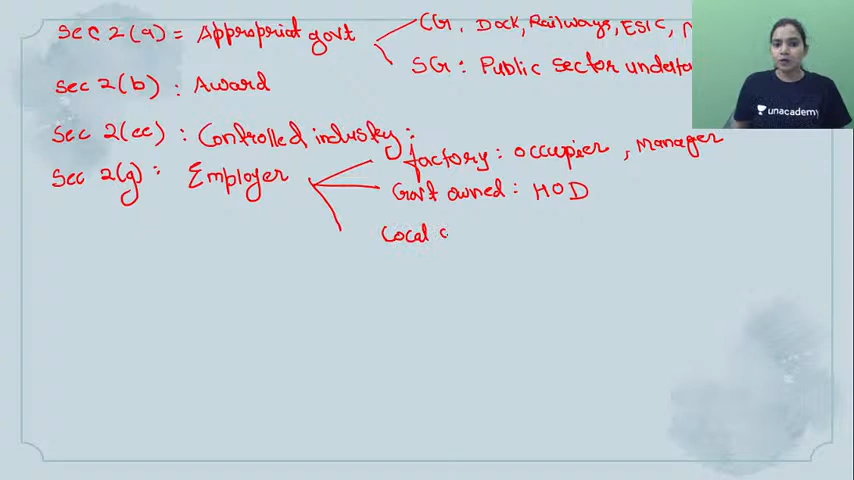 Sec 2(a) = Appropriat govt
CG, Dock, Railways, ESIC,
SG: Public sector underta
Sec 2(b) : Award
Sec 2(ee) : Controlled industry :
factory : occupier , Manager
Sec 2(g) : Employer
Govt owned : HOD
Local
unacademy